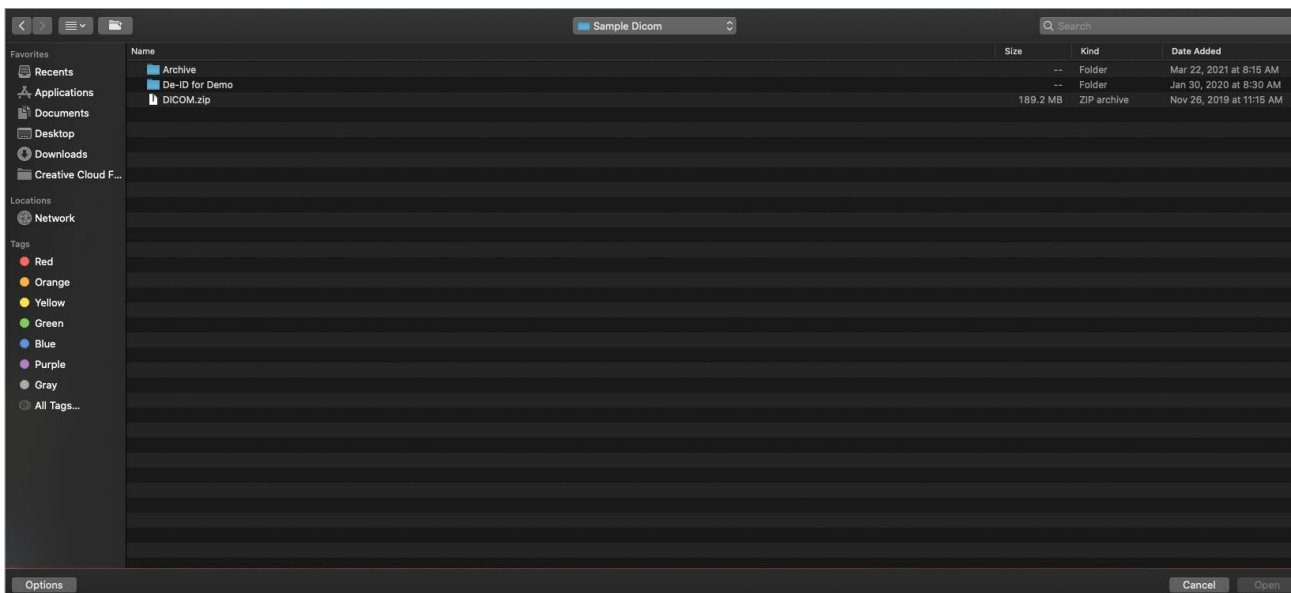 Sample Dicom
Search
Favorites
Recents
Applications
Documents
Desktop
Downloads
Creative Cloud F...
Locations
Network
Tags
Red
Orange
Yellow
Green
Blue
Purple
Gray
All Tags...
Name Size Kind Date Added
Archive -- Folder Mar 22, 2021 at 8:15 AM
De-ID for Demo -- Folder Jan 30, 2020 at 8:30 AM
DICOM.zip 189.2 MB ZIP archive Nov 26, 2019 at 11:15 AM
Options Cancel Open